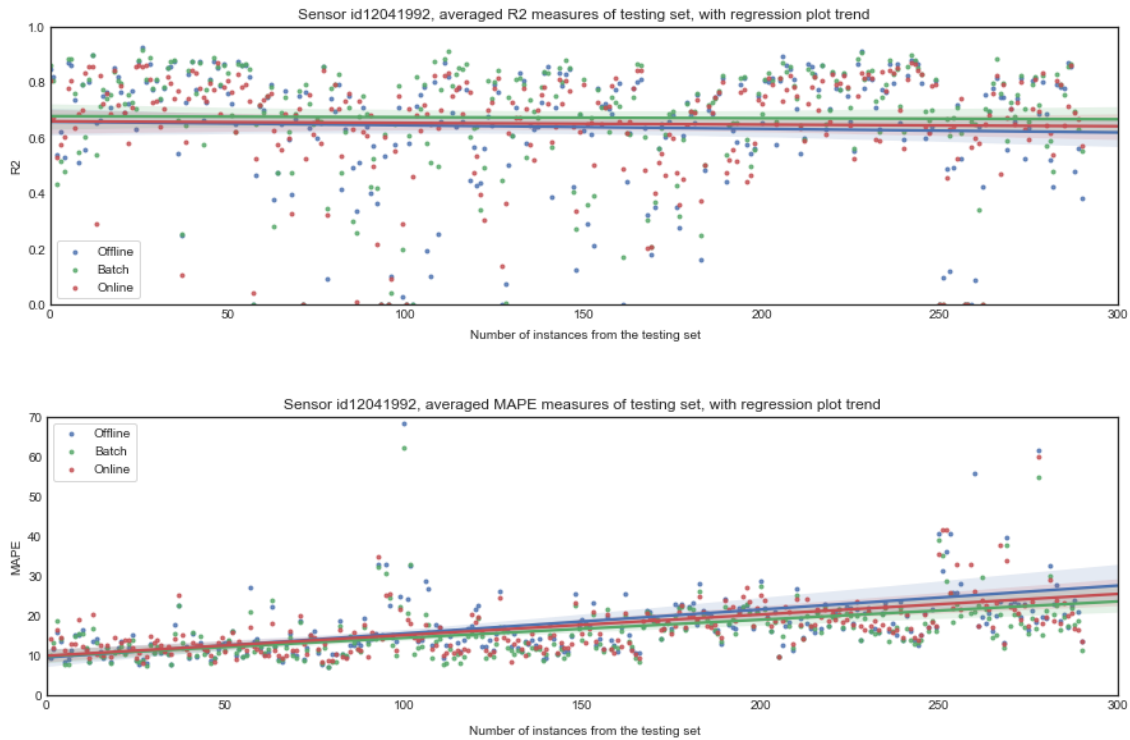 Sensor id12041992, averaged R2 measures of testing set, with regression plot trend
1.0
0.8
0.6
0.4
0.2
0.0
R2
Offline
Batch
Online
0 50 100 150 200 250 300
Number of instances from the testing set
Sensor id12041992, averaged MAPE measures of testing set, with regression plot trend
70
60
50
40
30
20
10
0
MAPE
Offline
Batch
Online
0 50 100 150 200 250 300
Number of instances from the testing set